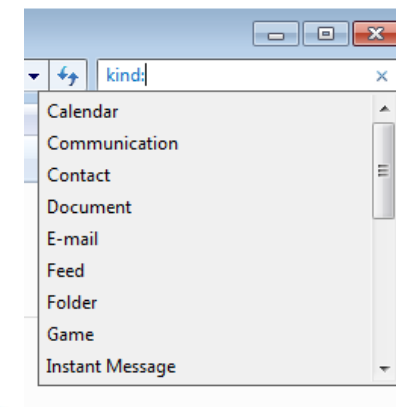 kind:
Calendar
Communication
Contact
Document
E-mail
Feed
Folder
Game
Instant Message